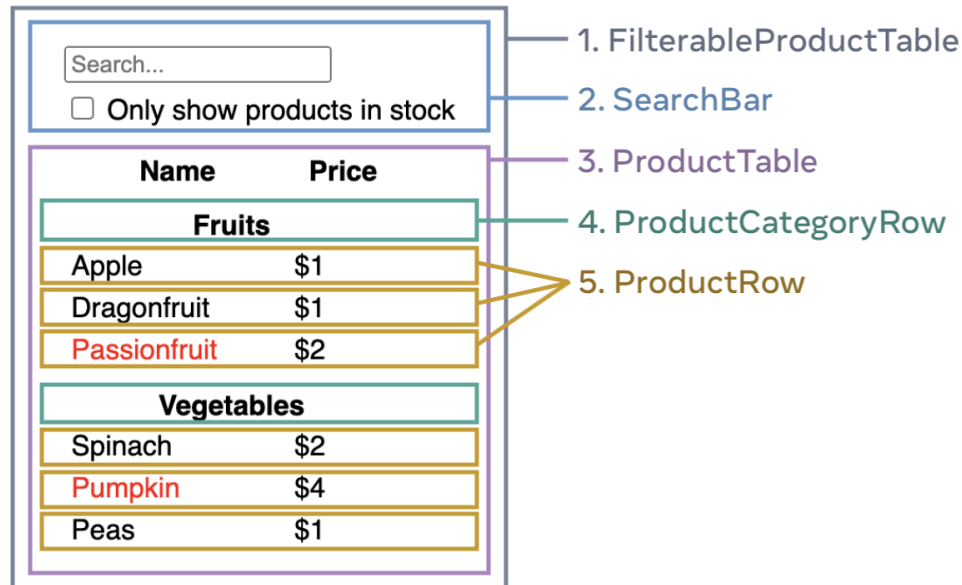 1. FilterableProductTable
Search...
Only show products in stock
2. SearchBar
3. ProductTable
Name Price
Fruits
4. ProductCategoryRow
Apple $1
5. ProductRow
Dragonfruit $1
Passionfruit $2
Vegetables
Spinach $2
Pumpkin $4
Peas $1